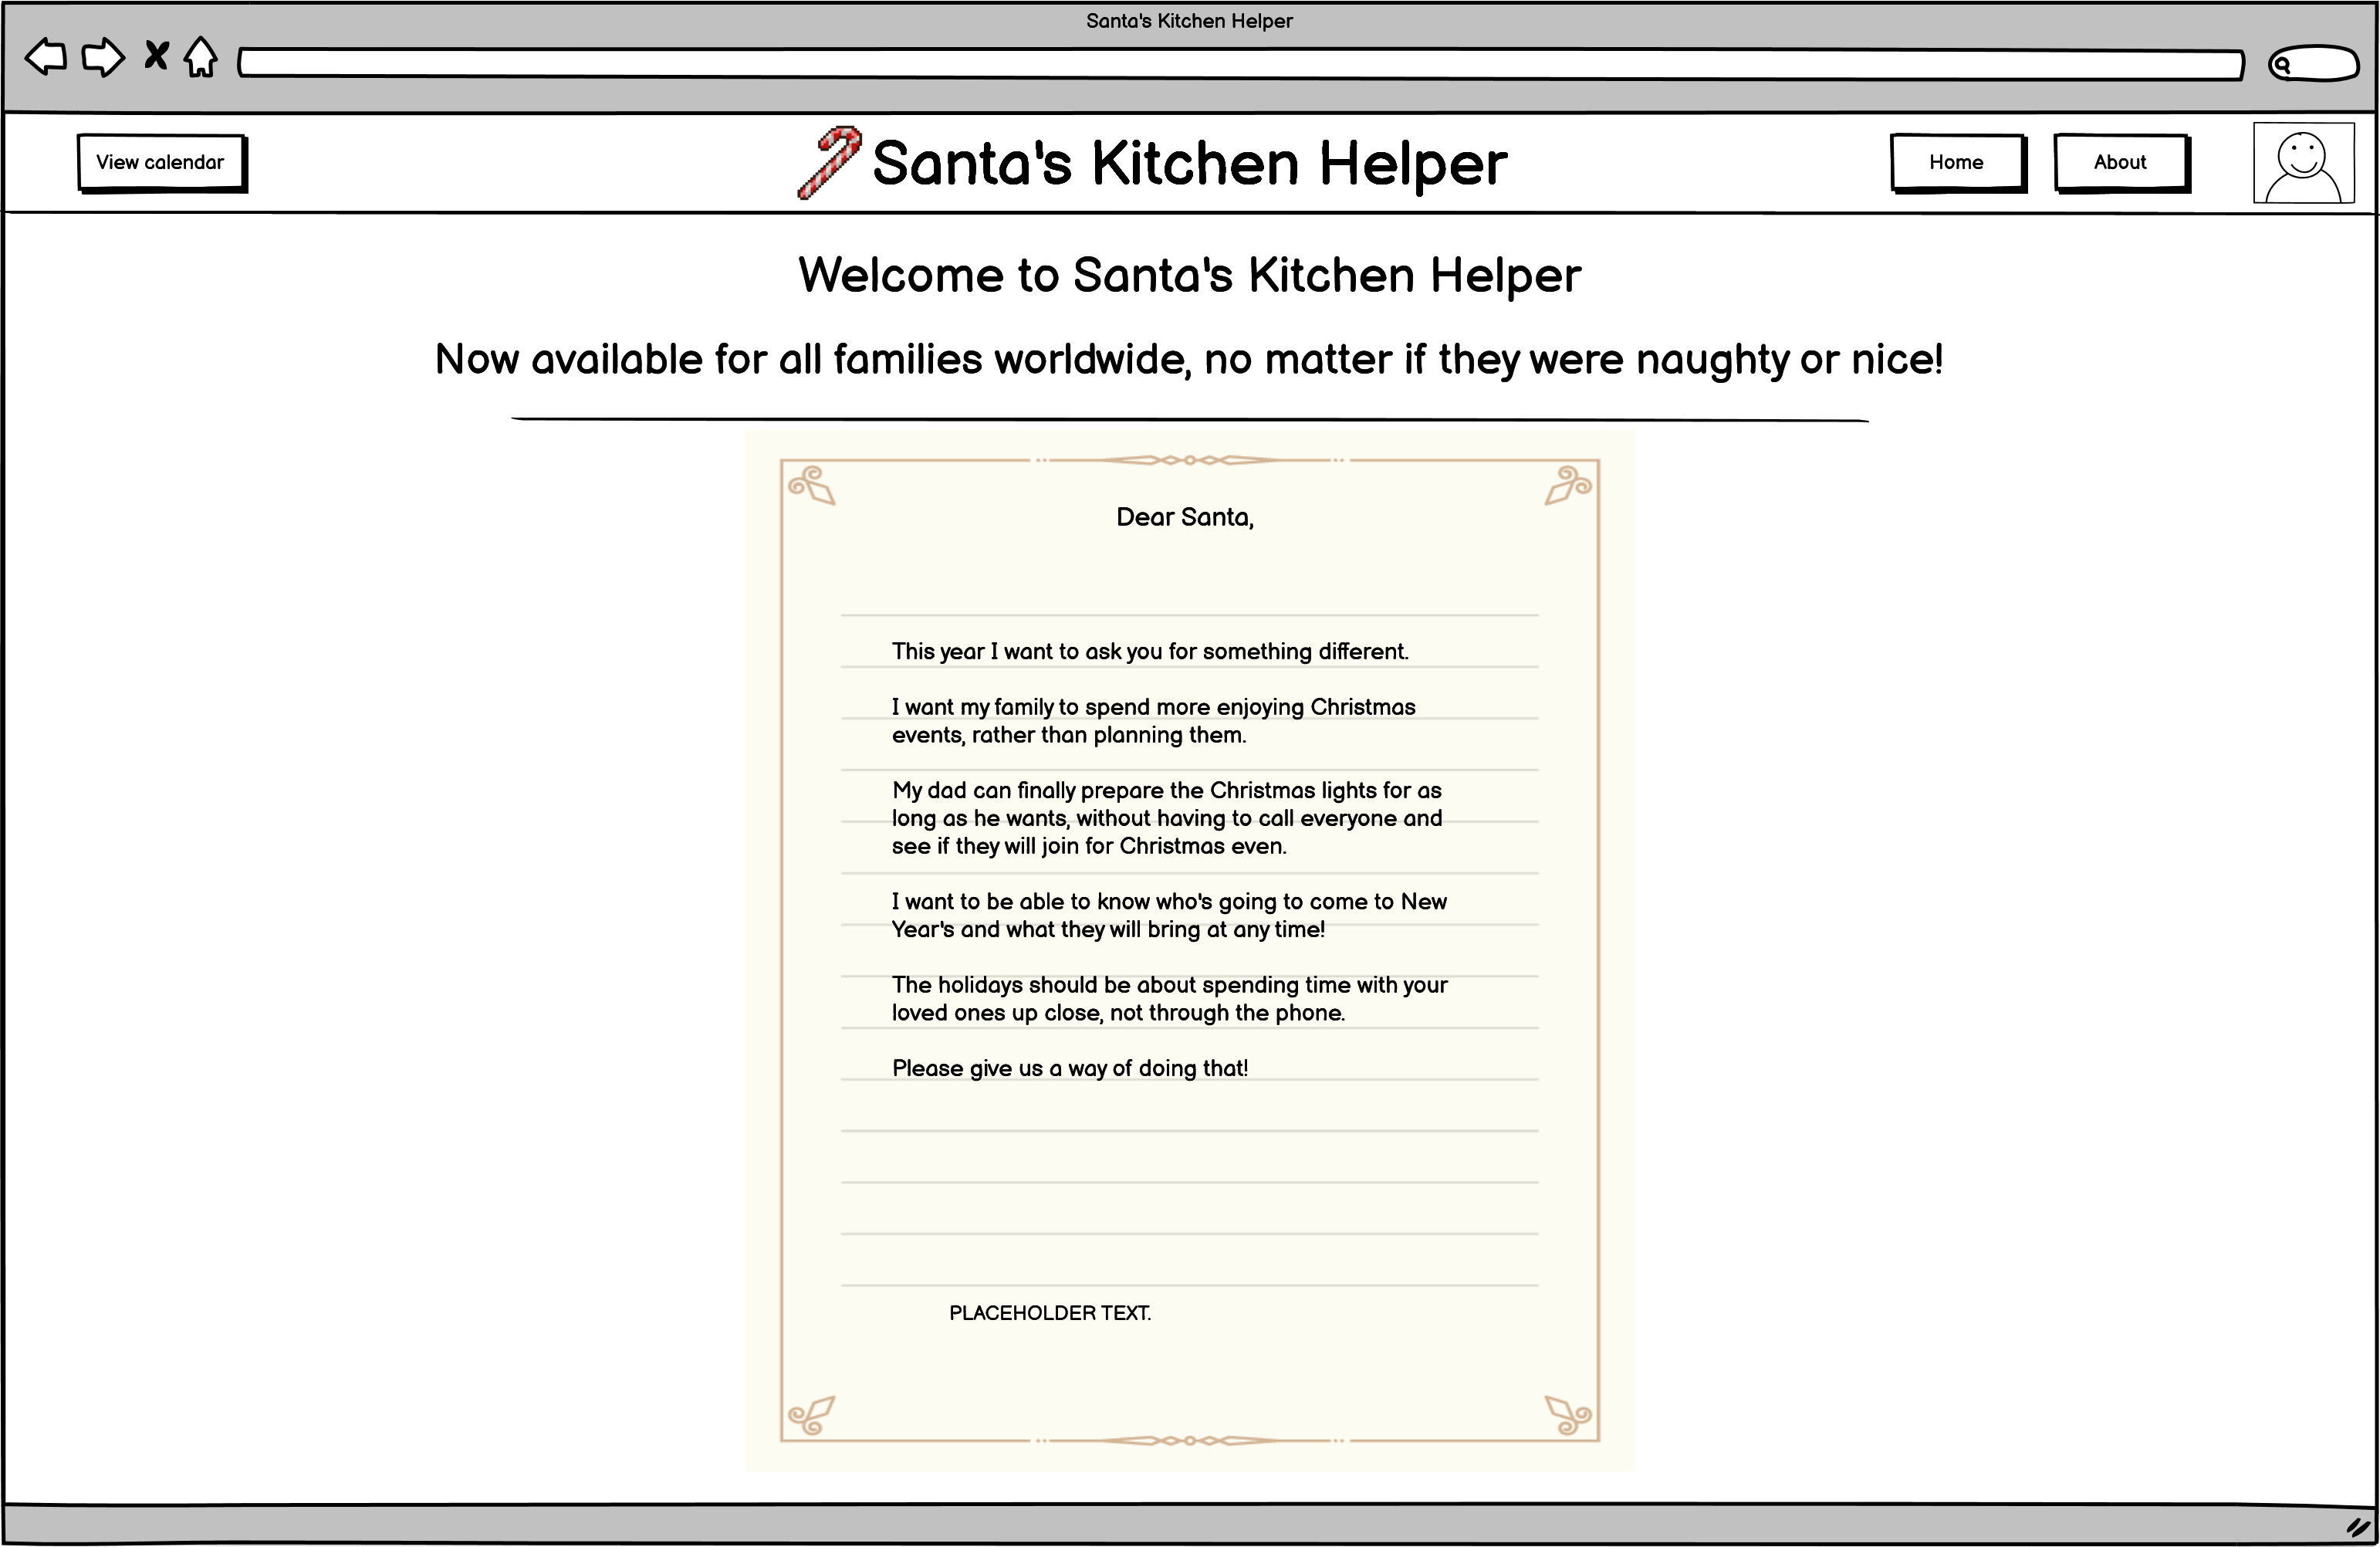 Santa's Kitchen Helper
View calendar
Santa's Kitchen Helper
Home
About
Welcome to Santa's Kitchen Helper
Now available for all families worldwide, no matter if they were naughty or nice!
Dear Santa,
This year I want to ask you for something different.
I want my family to spend more enjoying Christmas
events, rather than planning them.
My dad can finally prepare the Christmas lights for as
long as he wants, without having to call everyone and
see if they will join for Christmas even.
I want to be able to know who's going to come to New
Year's and what they will bring at any time!
The holidays should be about spending time with your
loved ones up close, not through the phone.
Please give us a way of doing that!
PLACEHOLDER TEXT.